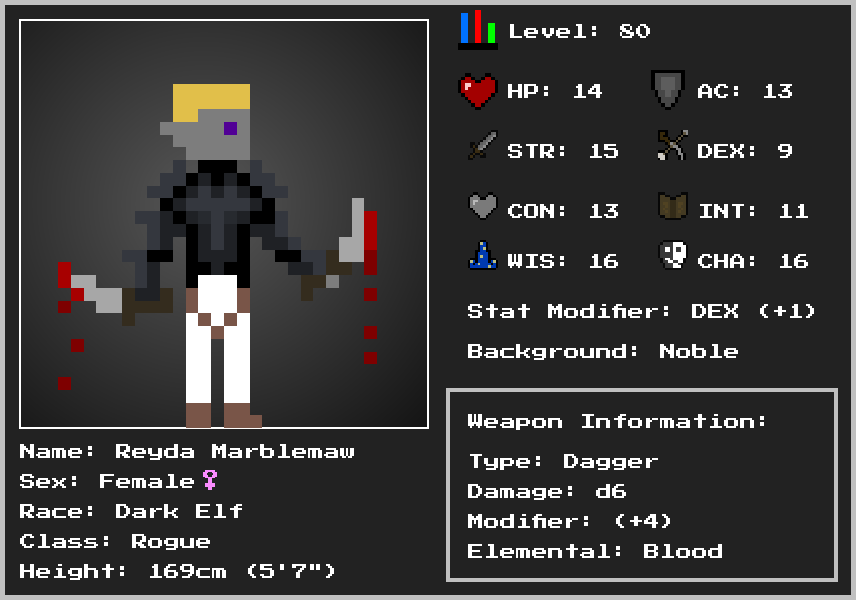 Level: 80
HP: 14
AC: 13
STR: 15
DEX: 9
CON: 13
INT: 11
WIS: 16
CHA: 16
Stat Modifier: DEX (+1)
Background: Noble
Name: Reyda Marblemaw
Sex: Female♀
Race: Dark Elf
Class: Rogue
Height: 169cm (5'7")
Weapon Information:
Type: Dagger
Damage: d6
Modifier: (+4)
Elemental: Blood